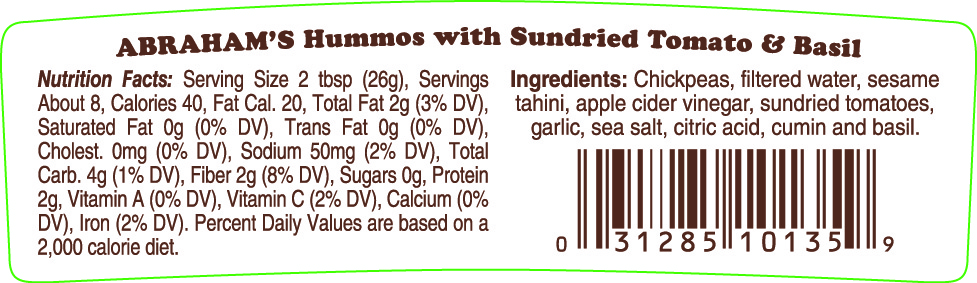 ABRAHAM'S Hummos with Sundried Tomato & Basil
Nutrition Facts: Serving Size 2 tbsp (26g), Servings
About 8, Calories 40, Fat Cal. 20, Total Fat 2g (3% DV),
Saturated Fat 0g (0% DV), Trans Fat 0g (0% DV),
Cholest. 0mg (0% DV), Sodium 50mg (2% DV), Total
Carb. 4g (1% DV), Fiber 2g (8% DV), Sugars 0g, Protein
2g, Vitamin A (0% DV), Vitamin C (2% DV), Calcium (0%
DV), Iron (2% DV). Percent Daily Values are based on a
2,000 calorie diet.
Ingredients: Chickpeas, filtered water, sesame
tahini, apple cider vinegar, sundried tomatoes,
garlic, sea salt, citric acid, cumin and basil.
0 31285 10135 9